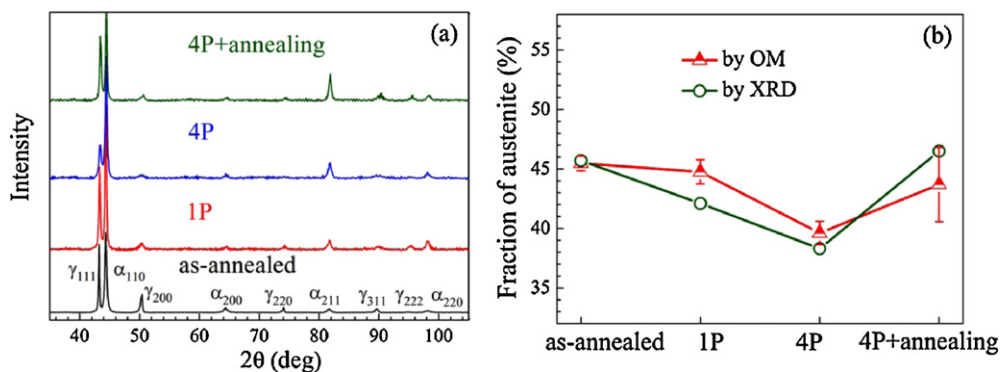 (a)
4P+annealing
4P
1P
as-annealed
γ111 α110 γ200 α200 γ220 α211 γ311 γ222 α220
40 50 60 70 80 90 100
2θ (deg)
Intensity
(b)
by OM
by XRD
55
50
45
40
35
as-annealed 1P 4P 4P+annealing
Fraction of austenite (%)